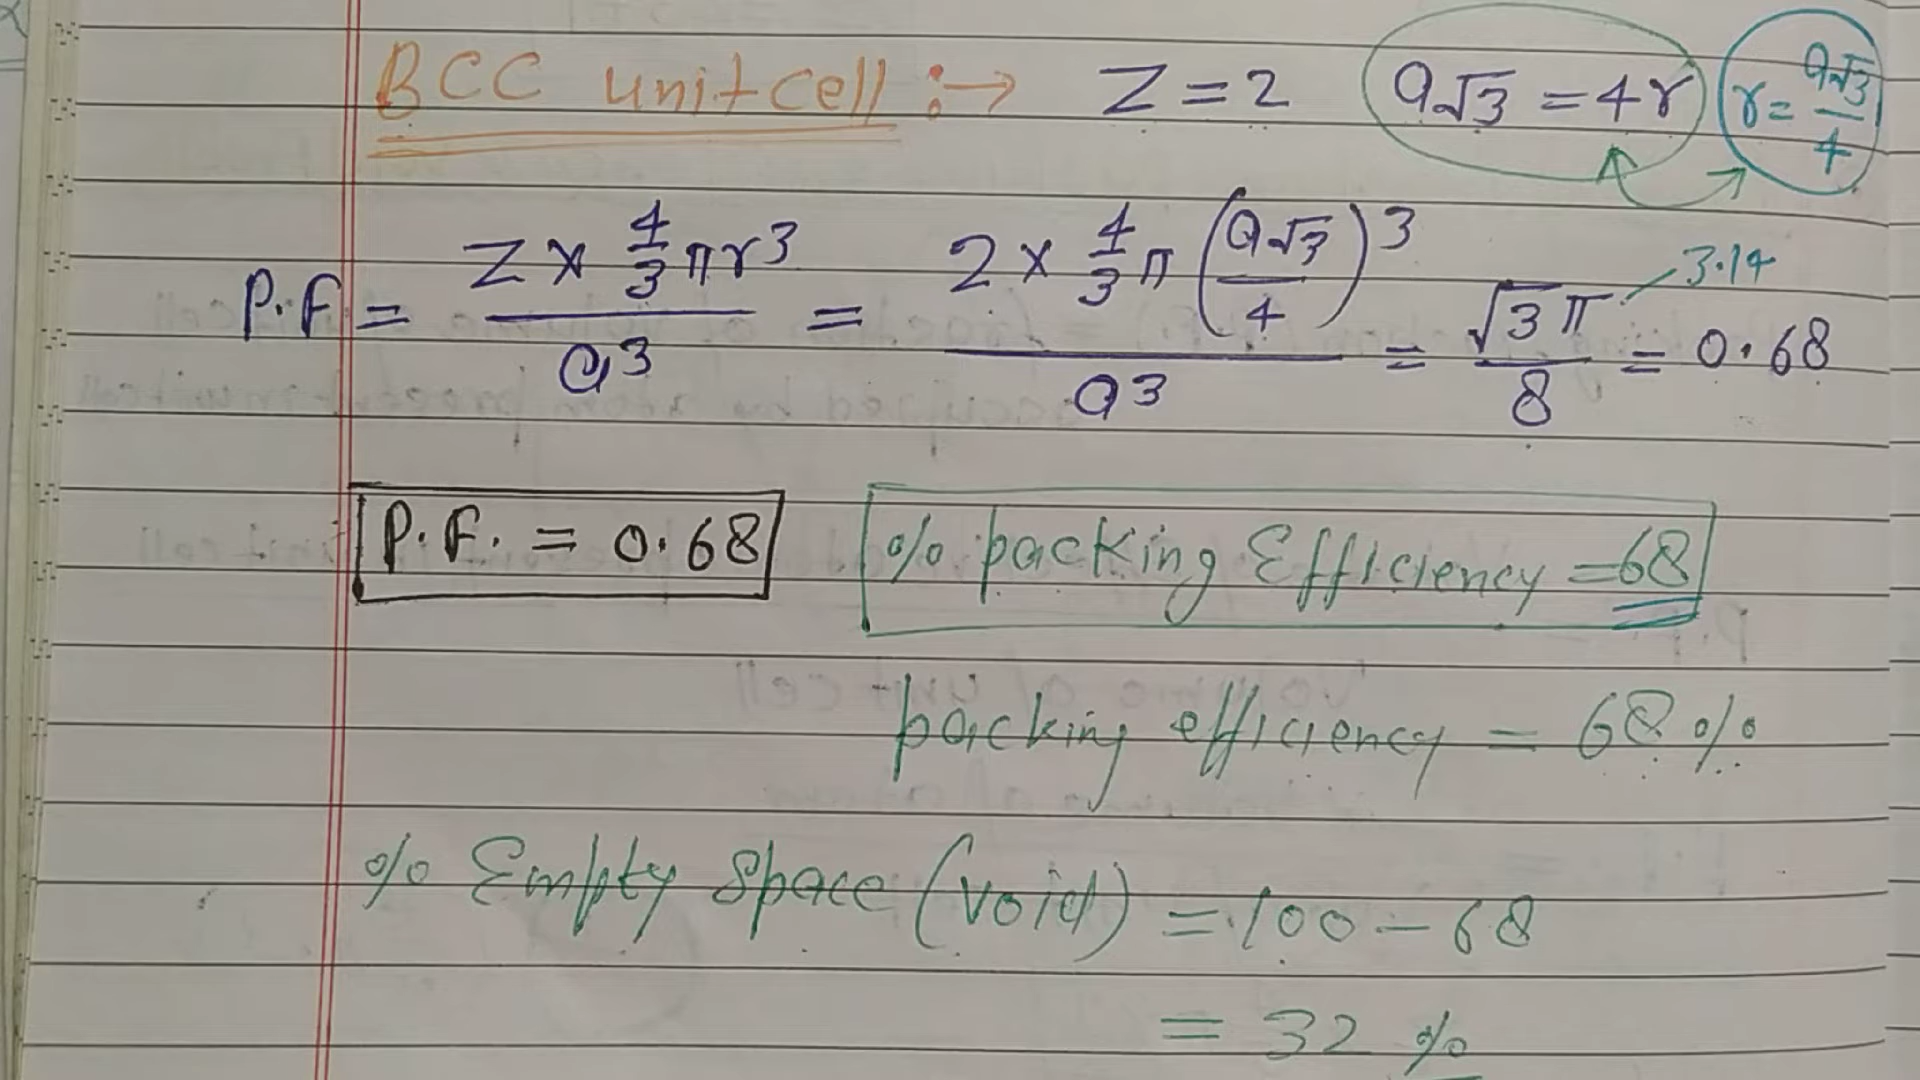 BCC unit cell :→ Z = 2 a√3 = 4r r = a√3/4
P.F = Z × 4/3 πr³ / a³ = 2 × 4/3 π (a√3/4)³ / a³ = √3π/8 = 0.68
3.14
P.F. = 0.68 % packing Efficiency = 68
packing efficiency = 68 %
% Empty Space (void) = 100 - 68
= 32 %